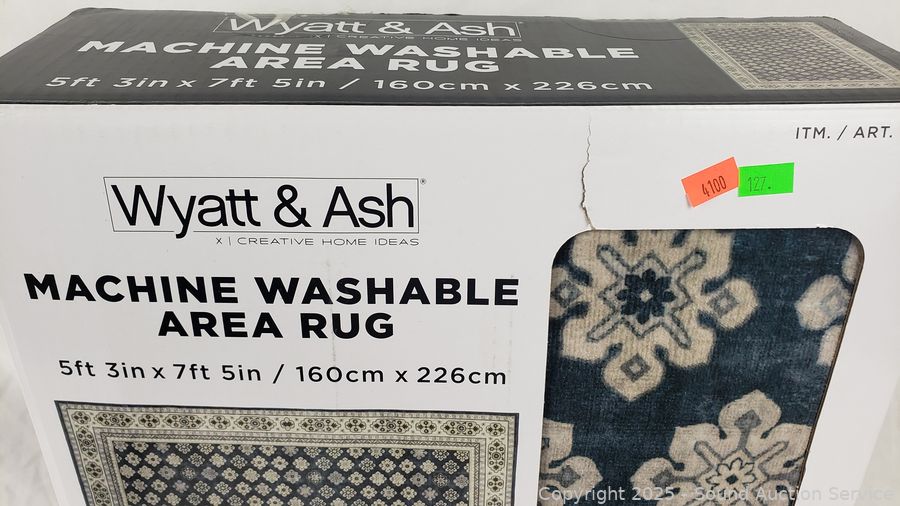 Wyatt & Ash
X | CREATIVE HOME IDEAS
MACHINE WASHABLE
AREA RUG
5ft 3in x 7ft 5in / 160cm x 226cm
ITM. / ART.
4100
127.
Wyatt & Ash®
X | CREATIVE HOME IDEAS
MACHINE WASHABLE
AREA RUG
5ft 3in x 7ft 5in / 160cm x 226cm
Copyright 2025 - Sound Auction Service